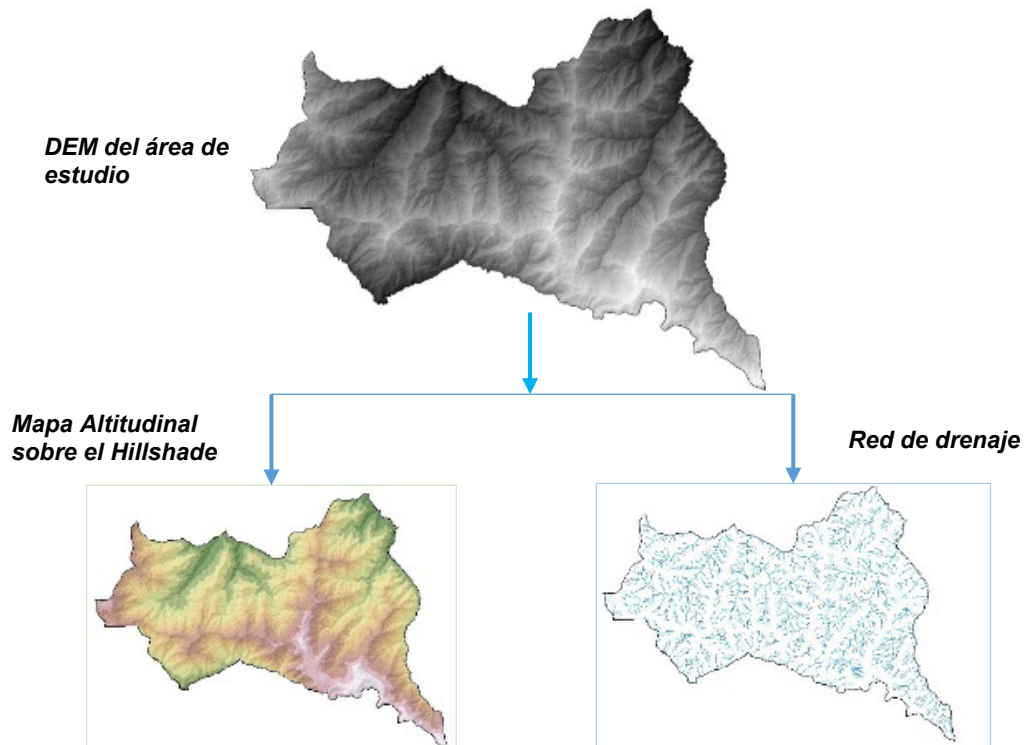 DEM del área de
estudio
Mapa Altitudinal
sobre el Hillshade
Red de drenaje